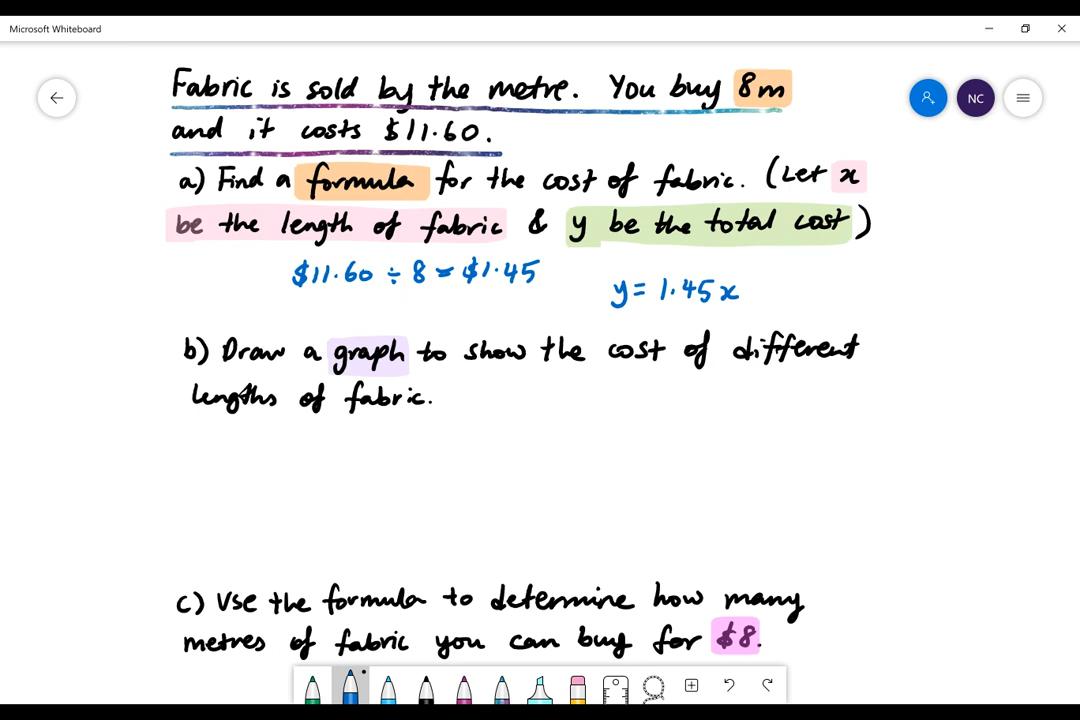 Microsoft Whiteboard
Fabric is sold by the metre. You buy 8m
and it costs $11.60.
a) Find a formula for the cost of fabric. (Let x
be the length of fabric & y be the total cost)
$11.60 ÷ 8 = $1.45
y = 1.45x
b) Draw a graph to show the cost of different
lengths of fabric.
c) Use the formula to determine how many
metres of fabric you can buy for $8.
NC